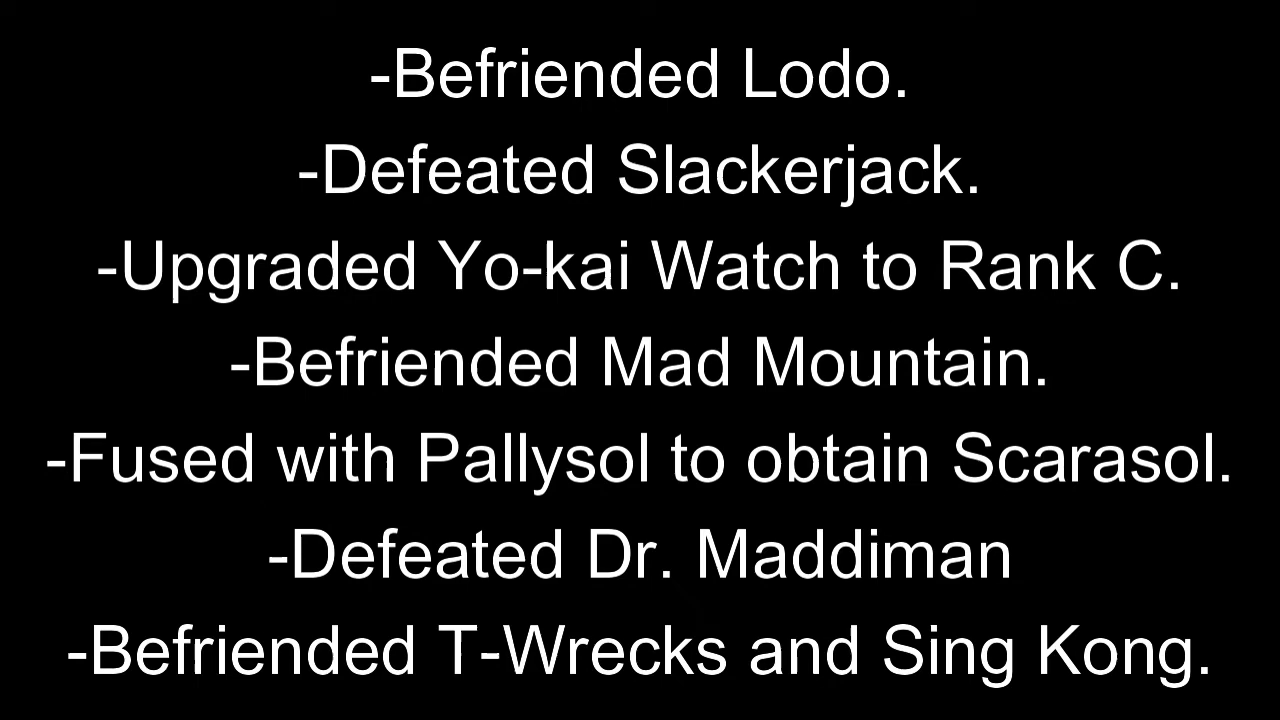 -Befriended Lodo.
-Defeated Slackerjack.
-Upgraded Yo-kai Watch to Rank C.
-Befriended Mad Mountain.
-Fused with Pallysol to obtain Scarasol.
-Defeated Dr. Maddiman
-Befriended T-Wrecks and Sing Kong.